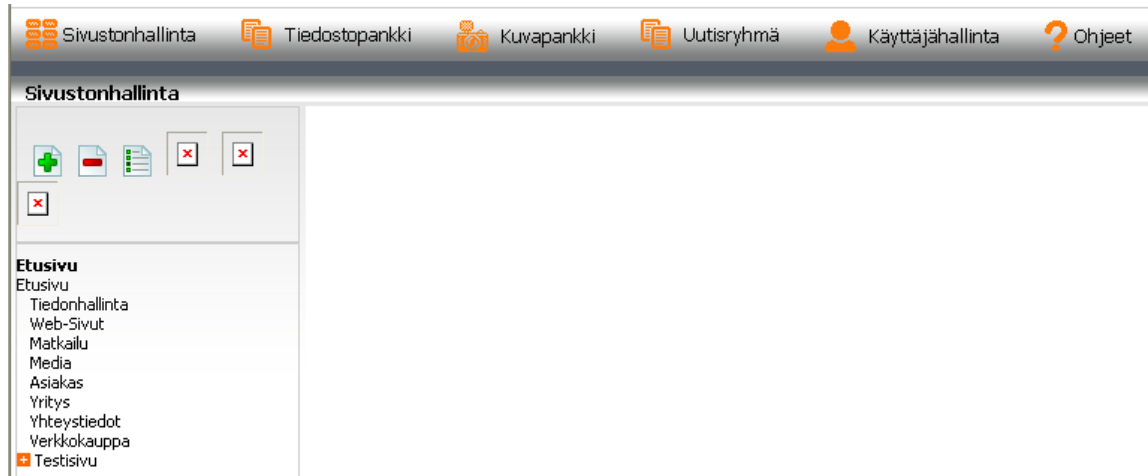 Sivustonhallinta Tiedostopankki Kuvapankki Uutisryhmä Käyttäjähallinta Ohjeet
Sivustonhallinta
Etusivu
Etusivu
Tiedonhallinta
Web-Sivut
Matkailu
Media
Asiakas
Yritys
Yhteystiedot
Verkkokauppa
Testisivu